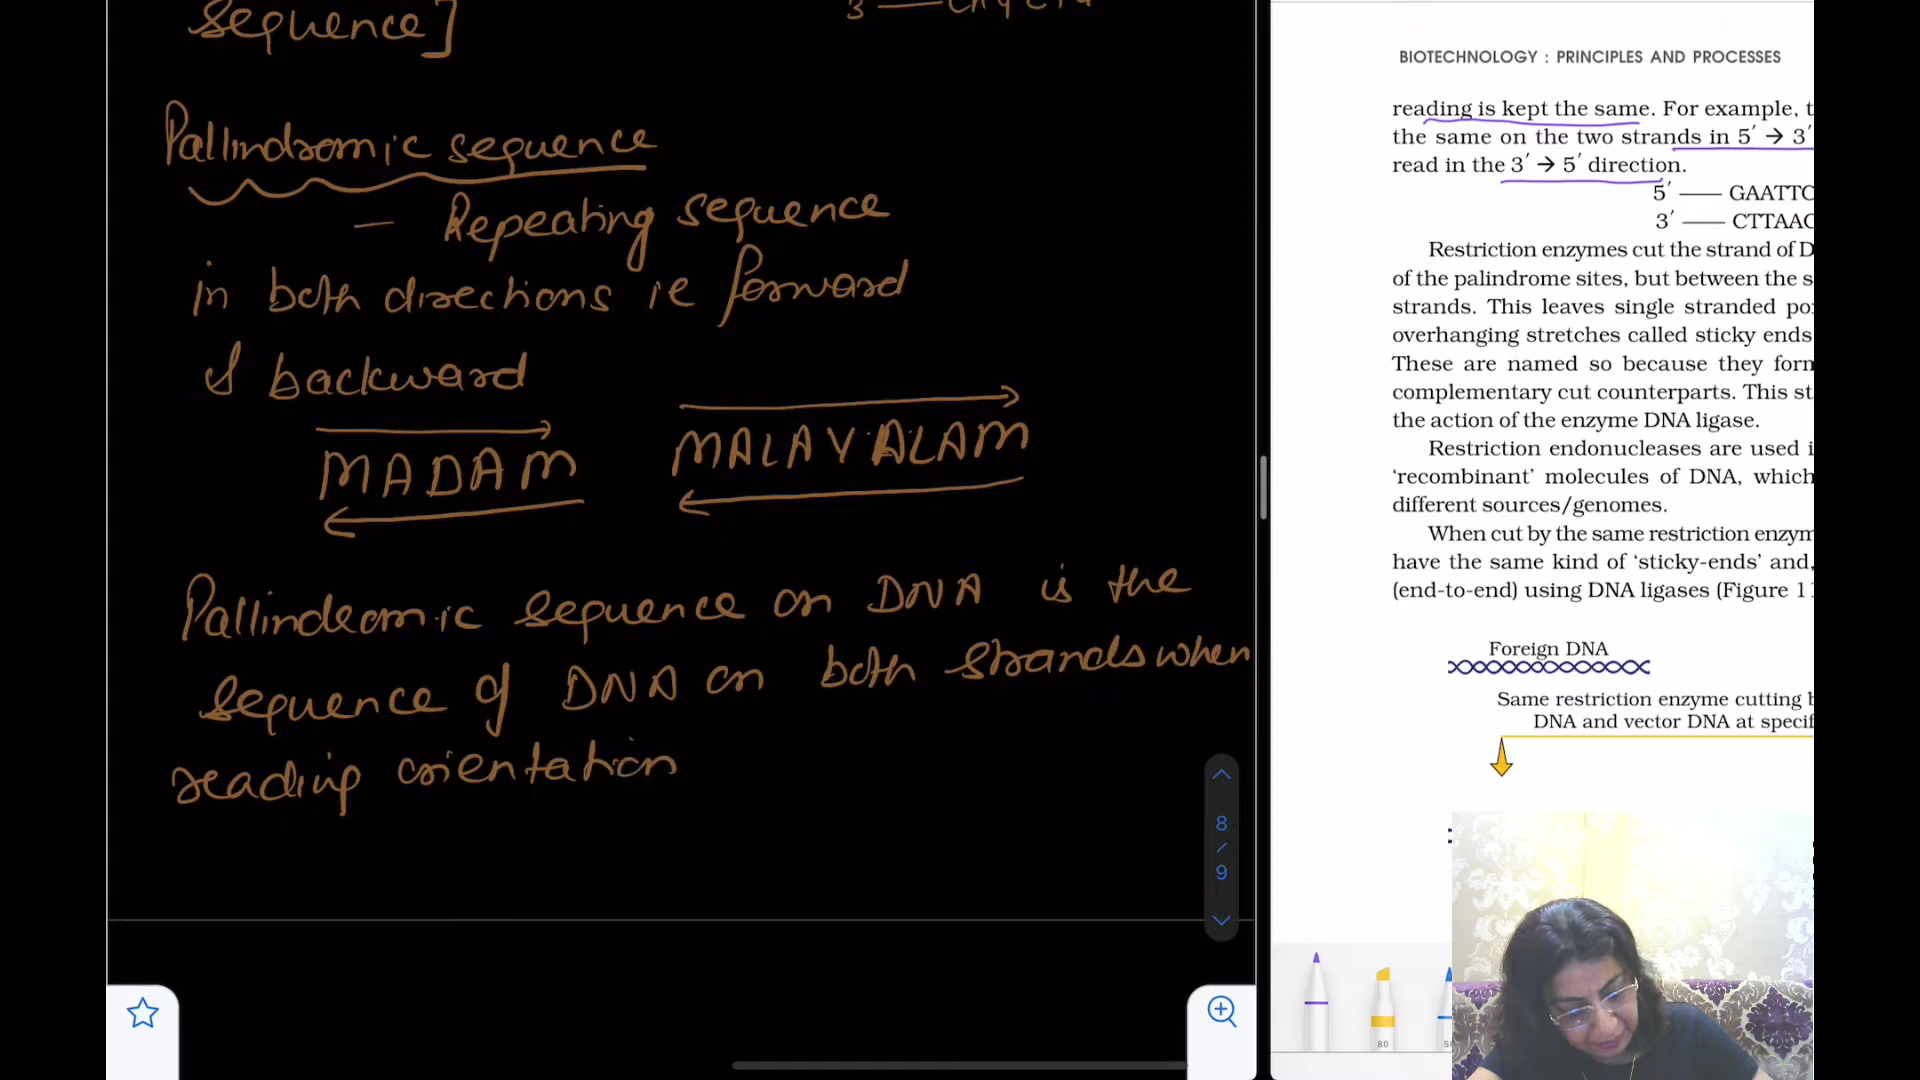 sequence]
Pallindromic sequence
— Repeating sequence
in both directions ie forward
& backward
MADAM MALAYALAM
Pallindromic sequence on DNA is the
sequence of DNA on both strands when
reading orientation
8
/
9
BIOTECHNOLOGY : PRINCIPLES AND PROCESSES
reading is kept the same. For example, t
the same on the two strands in 5′ → 3′
read in the 3′ → 5′ direction.
5′ —— GAATTC
3′ —— CTTAAG
Restriction enzymes cut the strand of D
of the palindrome sites, but between the s
strands. This leaves single stranded po
overhanging stretches called sticky ends
These are named so because they form
complementary cut counterparts. This st
the action of the enzyme DNA ligase.
Restriction endonucleases are used i
‘recombinant’ molecules of DNA, which
different sources/genomes.
When cut by the same restriction enzym
have the same kind of ‘sticky-ends’ and,
(end-to-end) using DNA ligases (Figure 11
Foreign DNA
Same restriction enzyme cutting b
DNA and vector DNA at specif
80